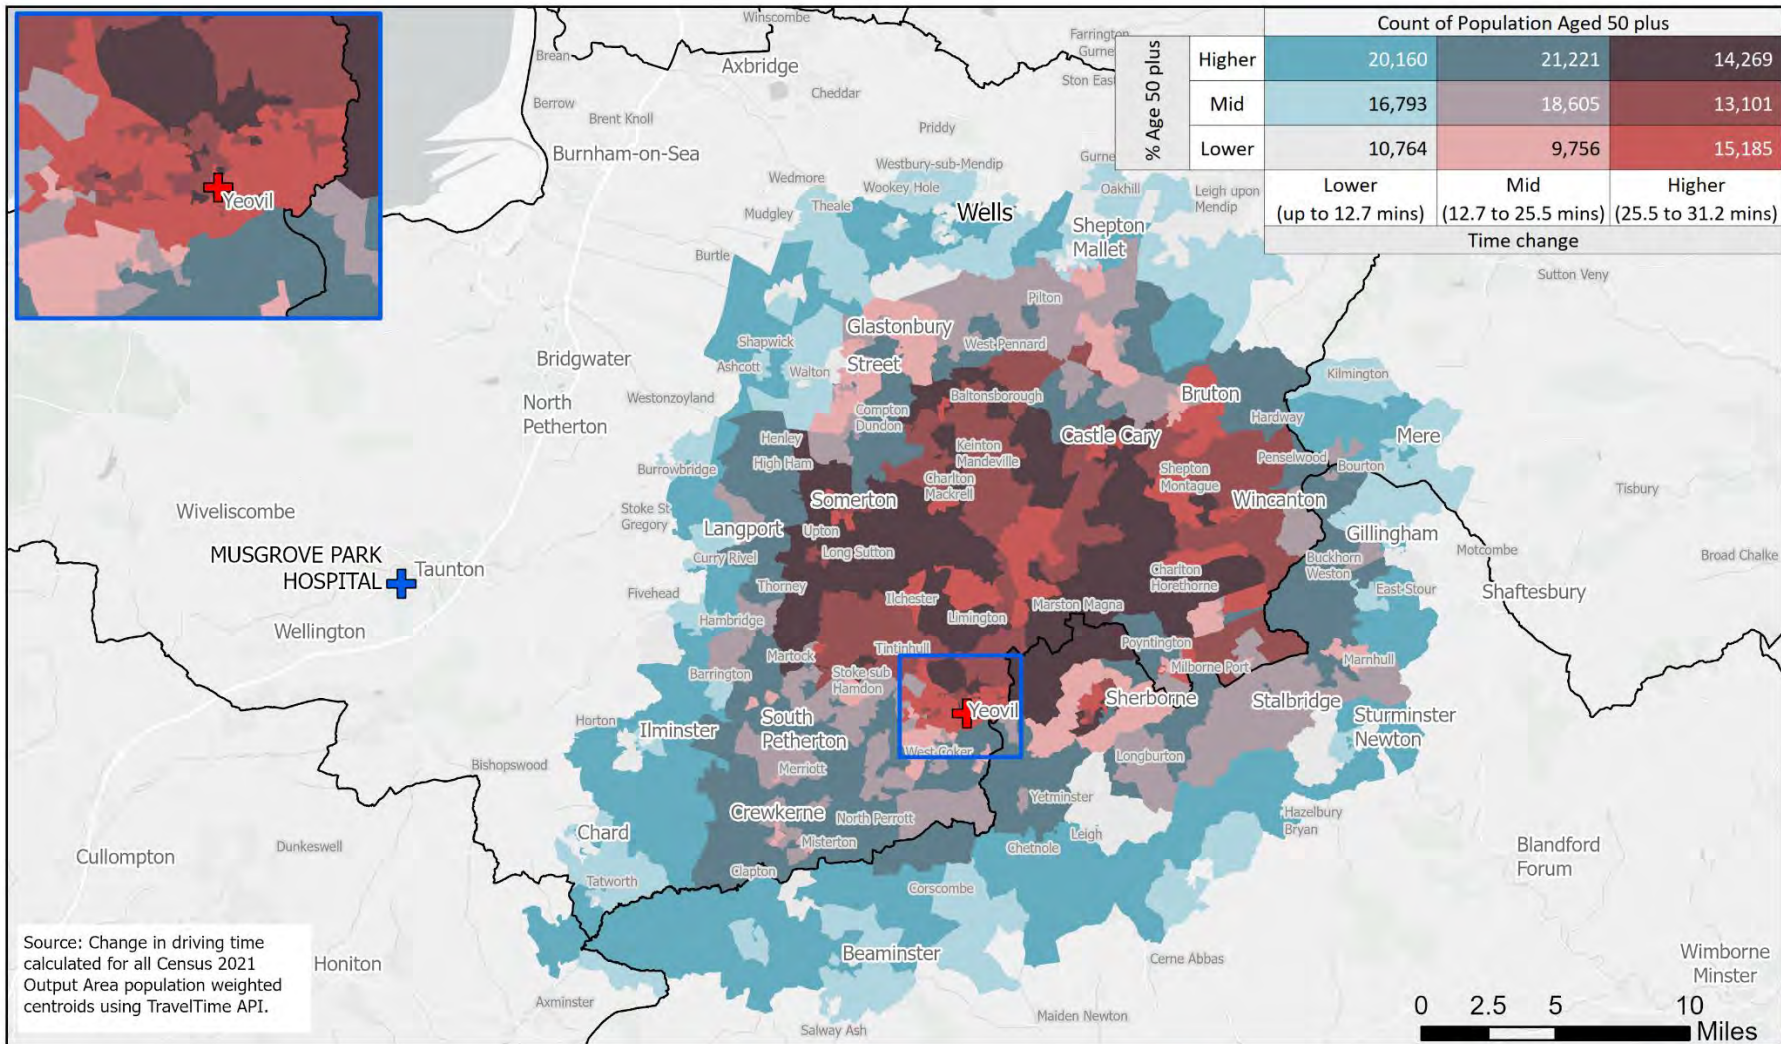 Count of Population Aged 50 plus
% Age 50 plus
Higher 20,160 21,221 14,269
Mid 16,793 18,605 13,101
Lower 10,764 9,756 15,185
Lower Mid Higher
(up to 12.7 mins) (12.7 to 25.5 mins) (25.5 to 31.2 mins)
Time change
Yeovil
Winscombe
Farrington
Brean
Axbridge
Ston East
Cheddar
Berrow
Brent Knoll
Priddy
Burnham-on-Sea
Westbury-sub-Mendip
Wedmore
Wookey Hole
Oakhill
Leigh upon
Mendip
Theale
Mudgley
Wells
Shepton
Mallet
Burtle
Sutton Veny
Pilton
Glastonbury
Shapwick
West Pennard
Bridgwater
Ashcott
Walton
Street
Kilmington
Bruton
Westonzoyland
Baltonsborough
North
Petherton
Compton
Dundon
Hardway
Castle Cary
Mere
Henley
Keinton
Mandeville
High Ham
Penselwood
Burrowbridge
Bourton
Charlton
Mackrell
Shepton
Montague
Tisbury
Somerton
Wincanton
Wiveliscombe
Stoke St
Gregory
Langport
Upton
Gillingham
MUSGROVE PARK
HOSPITAL
Long Sutton
Motcombe
Broad Chalke
Curry Rivel
Buckhorn
Weston
Taunton
Charlton
Horethorne
Thorney
Fivehead
East Stour
Shaftesbury
Ilchester
Marston Magna
Limington
Hambridge
Wellington
Poyntington
Tintinhull
Martock
Marnhull
Milborne Port
Barrington
Stoke sub
Hamdon
Sherborne
Stalbridge
Yeovil
Horton
Ilminster
South
Petherton
Sturminster
Newton
West Coker
Longburton
Bishopswood
Merriott
Yetminster
Crewkerne
North Perrott
Hazelbury
Bryan
Chard
Leigh
Misterton
Dunkeswell
Chetnole
Blandford
Forum
Cullompton
Clapton
Tatworth
Corscombe
Beaminster
Cerne Abbas
Wimborne
Minster
Honiton
Axminster
Maiden Newton
Salway Ash
Source: Change in driving time
calculated for all Census 2021
Output Area population weighted
centroids using TravelTime API.
0 2.5 5 10
Miles